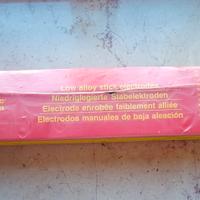 Low alloy stick electrodes
Niedriglegierte Stabelektroden
Electrode enrobée faiblement alliée
Electrodos manuales de baja aleación